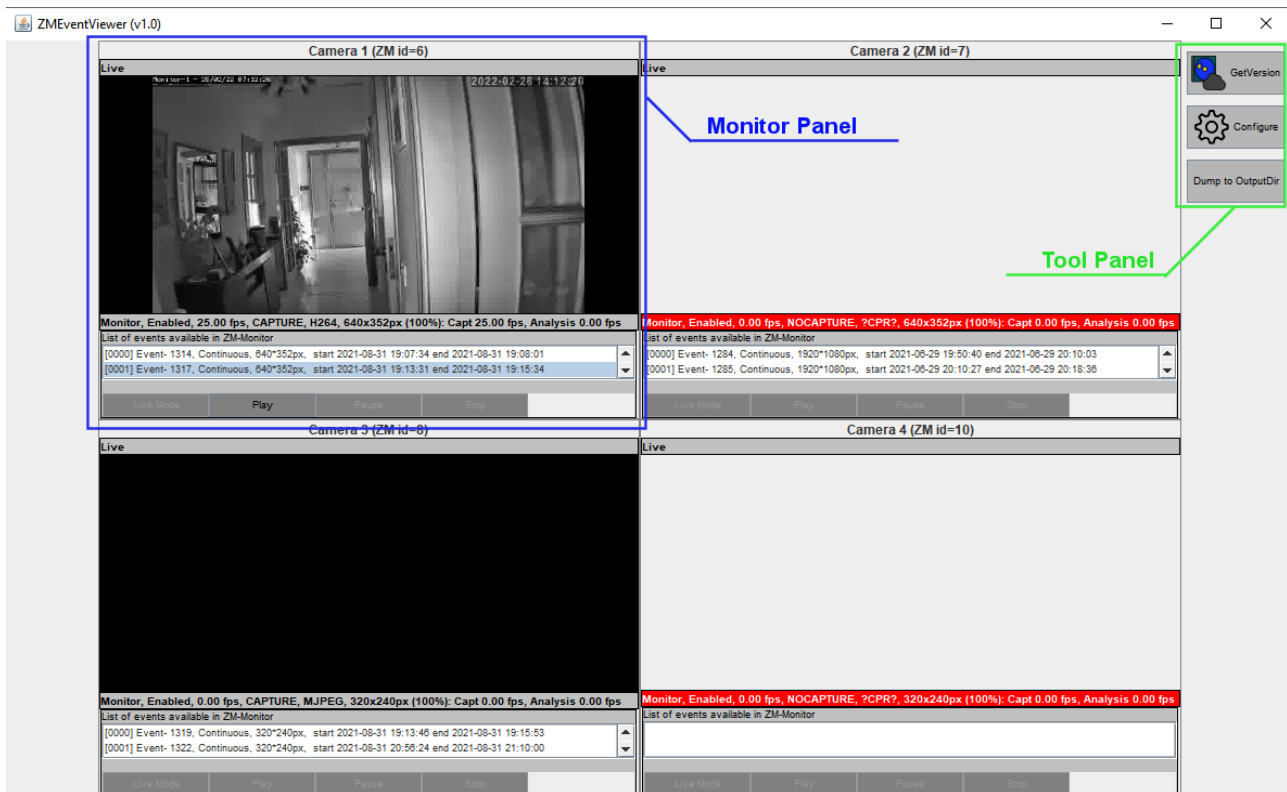 ZMEventViewer (v1.0)
Camera 1 (ZM id=6)
Live
Monitor-1 - 28/02/22 07:12:26
2022-02-28 14:12:26
Monitor, Enabled, 25.00 fps, CAPTURE, H264, 640x352px (100%): Capt 25.00 fps, Analysis 0.00 fps
List of events available in ZM-Monitor
[0000] Event- 1314, Continuous, 640*352px, start 2021-08-31 19:07:34 end 2021-08-31 19:08:01
[0001] Event- 1317, Continuous, 640*352px, start 2021-08-31 19:13:31 end 2021-08-31 19:15:34
Live Mode
Play
Pause
Stop
Camera 2 (ZM id=7)
Live
Monitor Panel
Monitor, Enabled, 0.00 fps, NOCAPTURE, ?CPR?, 640x352px (100%): Capt 0.00 fps, Analysis 0.00 fps
List of events available in ZM-Monitor
[0000] Event- 1284, Continuous, 1920*1080px, start 2021-06-29 19:50:40 end 2021-06-29 20:10:03
[0001] Event- 1285, Continuous, 1920*1080px, start 2021-06-29 20:10:27 end 2021-06-29 20:18:36
Live Mode
Play
Pause
Stop
GetVersion
Configure
Dump to OutputDir
Tool Panel
Camera 3 (ZM id=8)
Live
Monitor, Enabled, 0.00 fps, CAPTURE, MJPEG, 320x240px (100%): Capt 0.00 fps, Analysis 0.00 fps
List of events available in ZM-Monitor
[0000] Event- 1319, Continuous, 320*240px, start 2021-08-31 19:13:46 end 2021-08-31 19:15:53
[0001] Event- 1322, Continuous, 320*240px, start 2021-08-31 20:56:24 end 2021-08-31 21:10:00
Live Mode
Play
Pause
Stop
Camera 4 (ZM id=10)
Live
Monitor, Enabled, 0.00 fps, NOCAPTURE, ?CPR?, 320x240px (100%): Capt 0.00 fps, Analysis 0.00 fps
List of events available in ZM-Monitor
Live Mode
Play
Pause
Stop